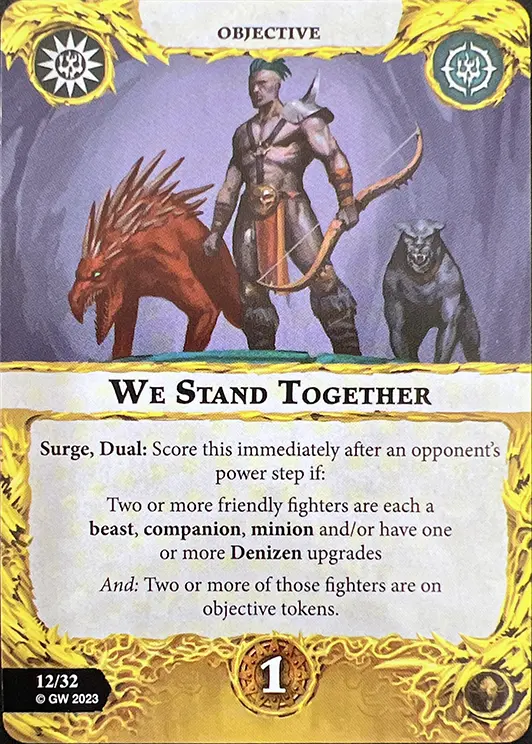 OBJECTIVE
WE STAND TOGETHER
Surge, Dual: Score this immediately after an opponent's
power step if:
Two or more friendly fighters are each a
beast, companion, minion and/or have one
or more Denizen upgrades
And: Two or more of those fighters are on
objective tokens.
1
12/32
© GW 2023